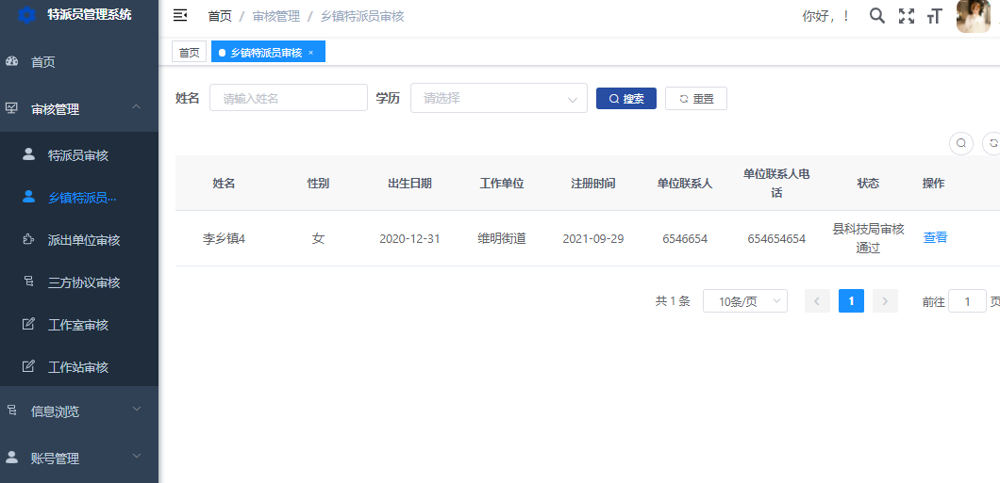 特派员管理系统
首页 / 审核管理 / 乡镇特派员审核
你好，！
首页
乡镇特派员审核 ×
首页
审核管理
特派员审核
乡镇特派员...
派出单位审核
三方协议审核
工作室审核
工作站审核
信息浏览
账号管理
姓名 请输入姓名 学历 请选择 搜索 重置
姓名 性别 出生日期 工作单位 注册时间 单位联系人 单位联系人电话 状态 操作
李乡镇4 女 2020-12-31 维明街道 2021-09-29 6546654 654654654 县科技局审核通过 查看
共 1 条 10条/页 1 前往 1 页